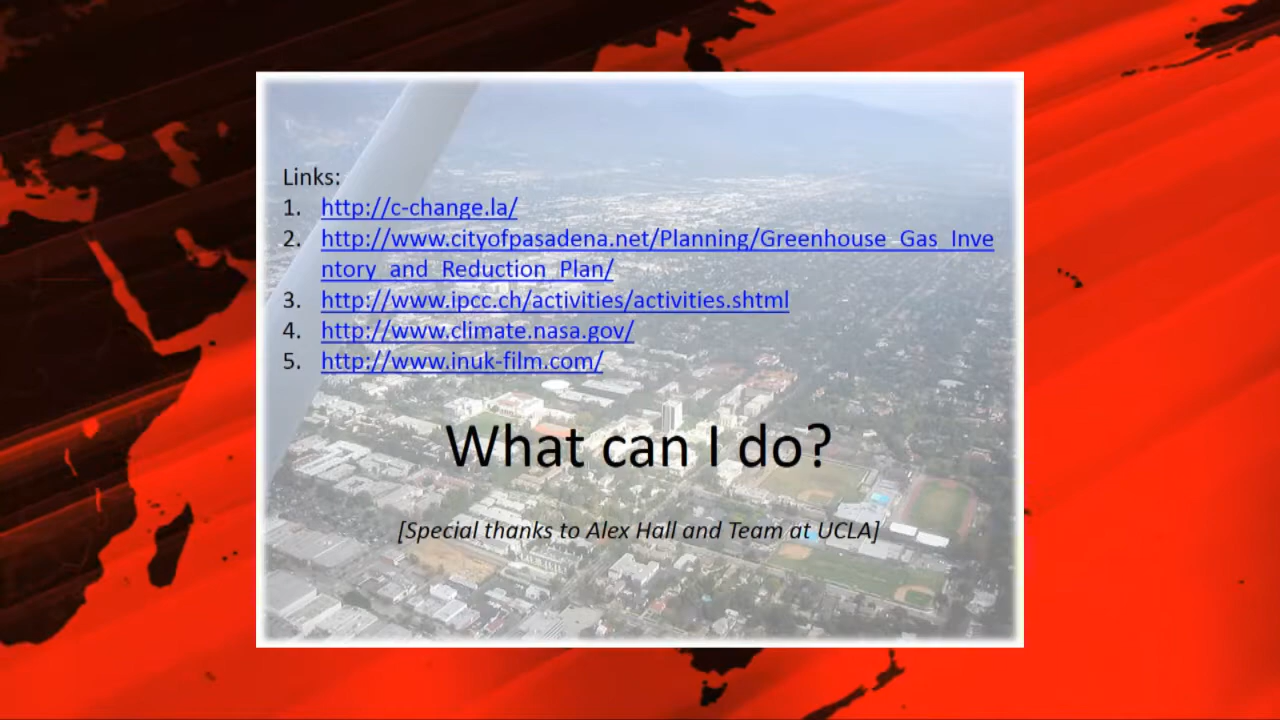 Links:
1. http://c-change.la/
2. http://www.cityofpasadena.net/Planning/Greenhouse_Gas_Inve
ntory_and_Reduction_Plan/
3. http://www.ipcc.ch/activities/activities.shtml
4. http://www.climate.nasa.gov/
5. http://www.inuk-film.com/
What can I do?
[Special thanks to Alex Hall and Team at UCLA]